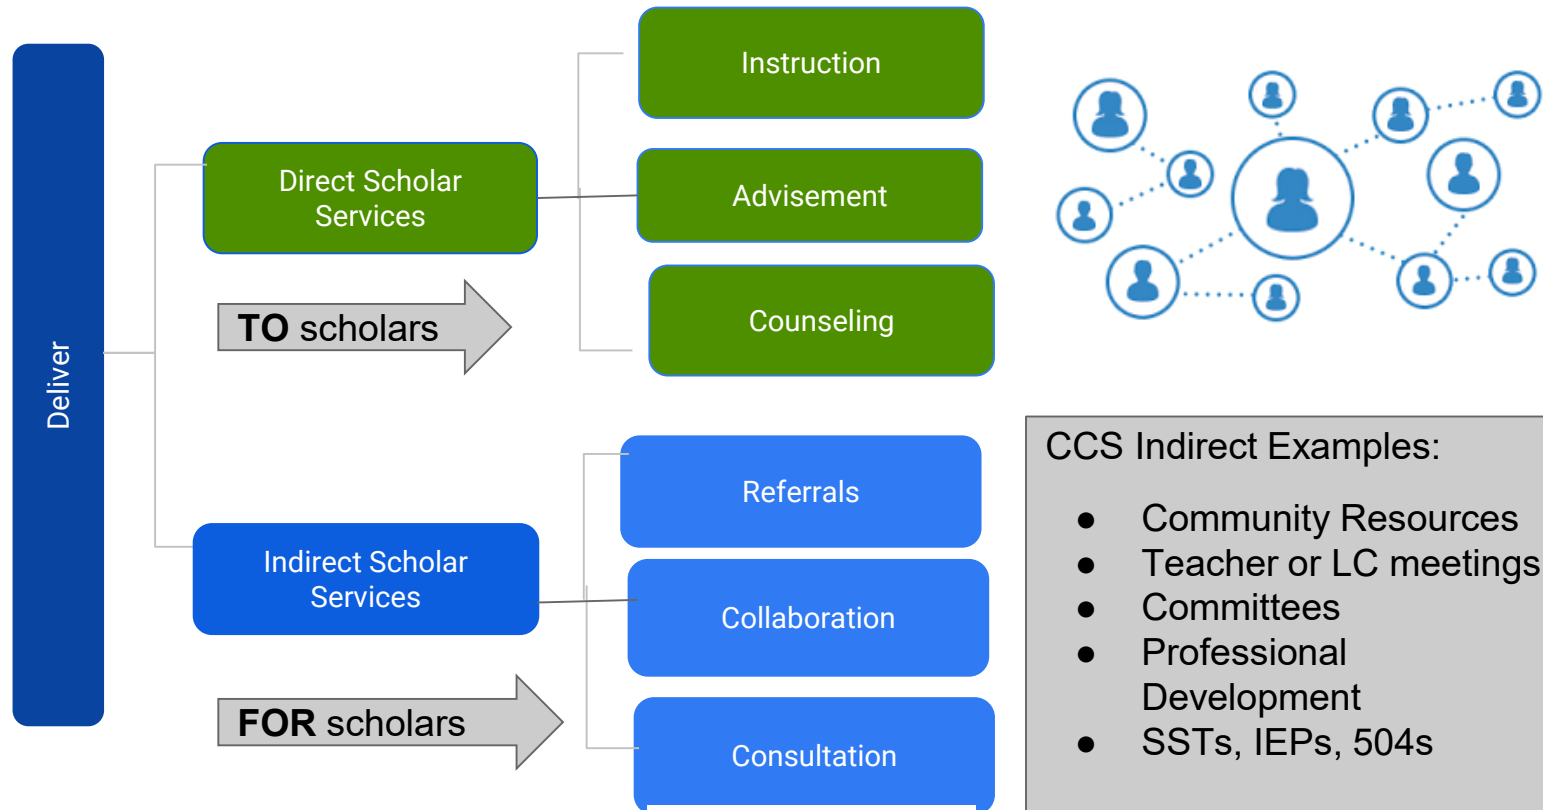 Deliver
Direct Scholar
Services
TO scholars
Instruction
Advisement
Counseling
Indirect Scholar
Services
FOR scholars
Referrals
Collaboration
Consultation
CCS Indirect Examples:
● Community Resources
● Teacher or LC meetings
● Committees
● Professional
Development
● SSTs, IEPs, 504s